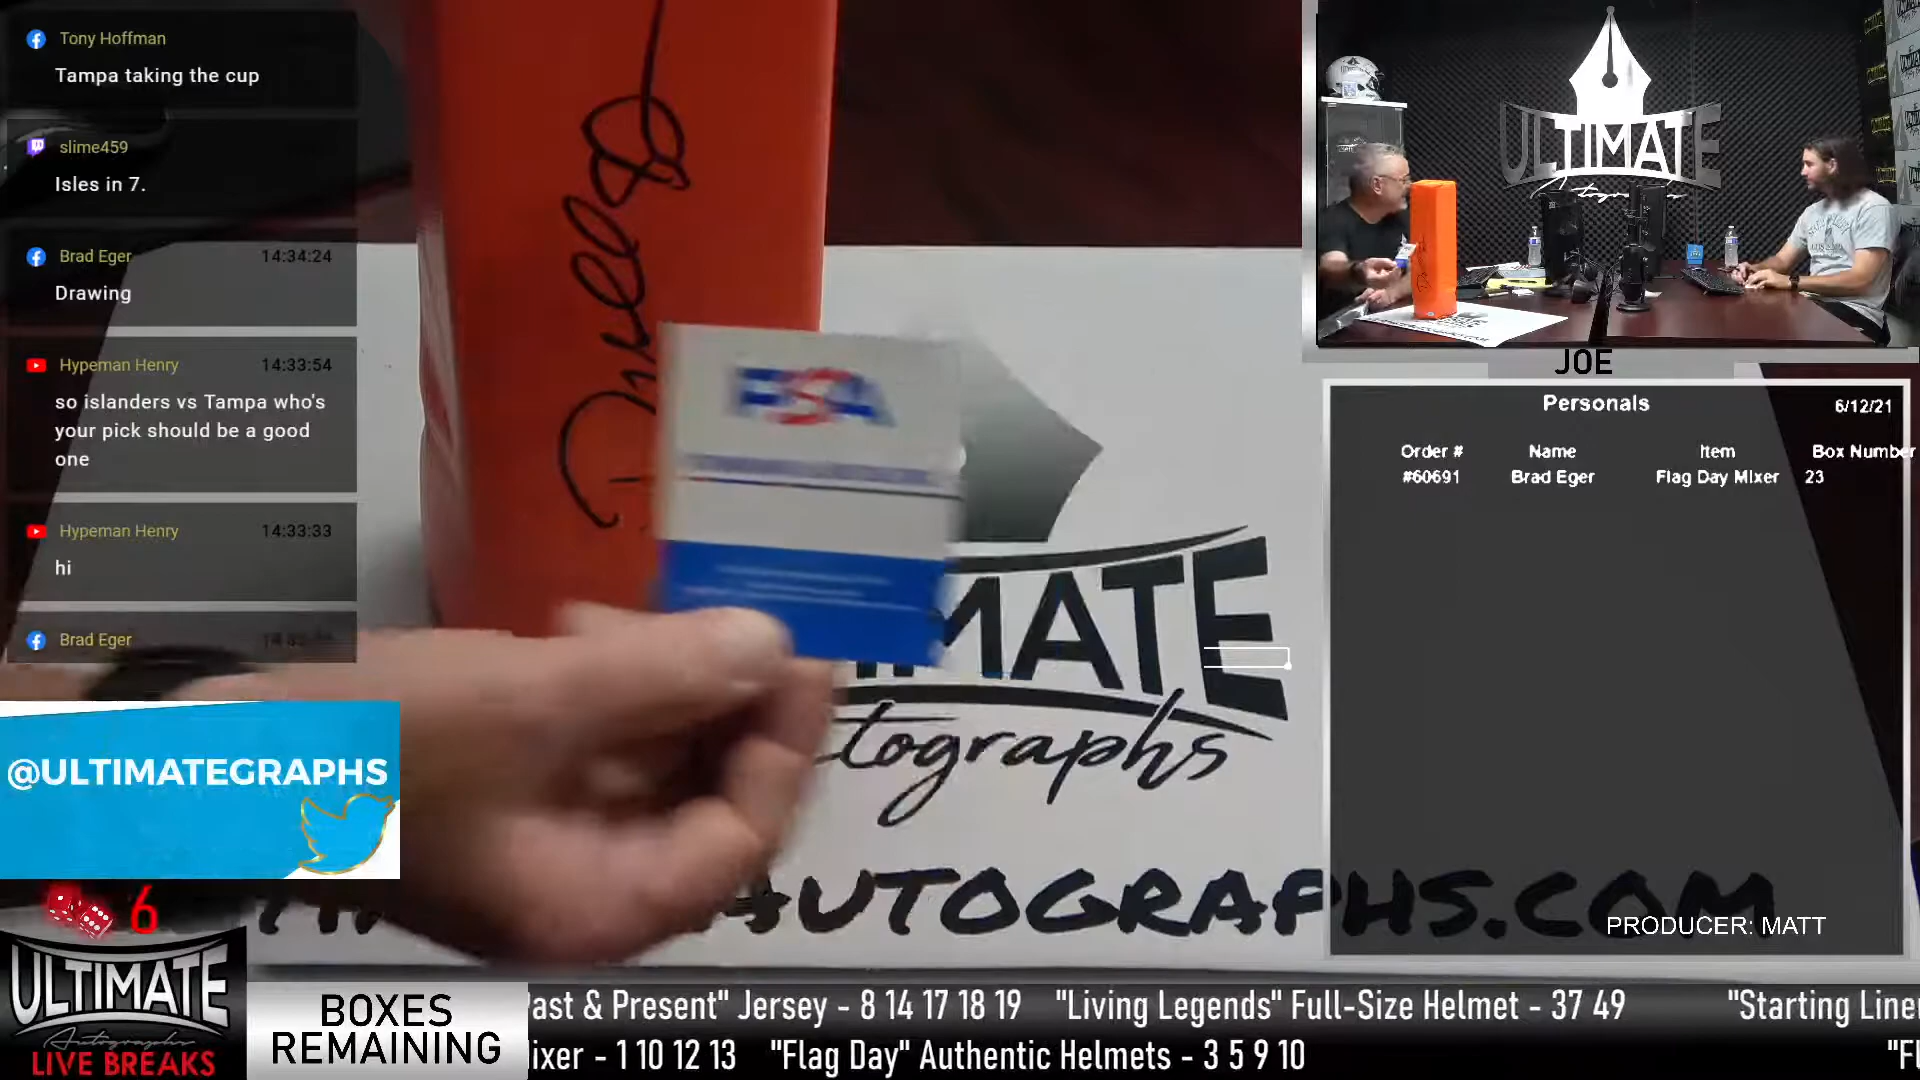 Tony Hoffman
Tampa taking the cup
slime459
Isles in 7.
Brad Eger 14:34:24
Drawing
Hypeman Henry 14:33:54
so islanders vs Tampa who's
your pick should be a good
one
Hypeman Henry 14:33:33
hi
Brad Eger
@ULTIMATEGRAPHS
6
ULTIMATE
Autographs
LIVE BREAKS
BOXES
REMAINING
PSA
ULTIMATE
JOE
Personals 6/12/21
Order # Name Item Box Number
#60691 Brad Eger Flag Day Mixer 23
PRODUCER: MATT
IMATE
tographs
AUTOGRAPHS.COM
ast & Present" Jersey - 8 14 17 18 19 "Living Legends" Full-Size Helmet - 37 49 "Starting Line
ixer - 1 10 12 13 "Flag Day" Authentic Helmets - 3 5 9 10 "Fl